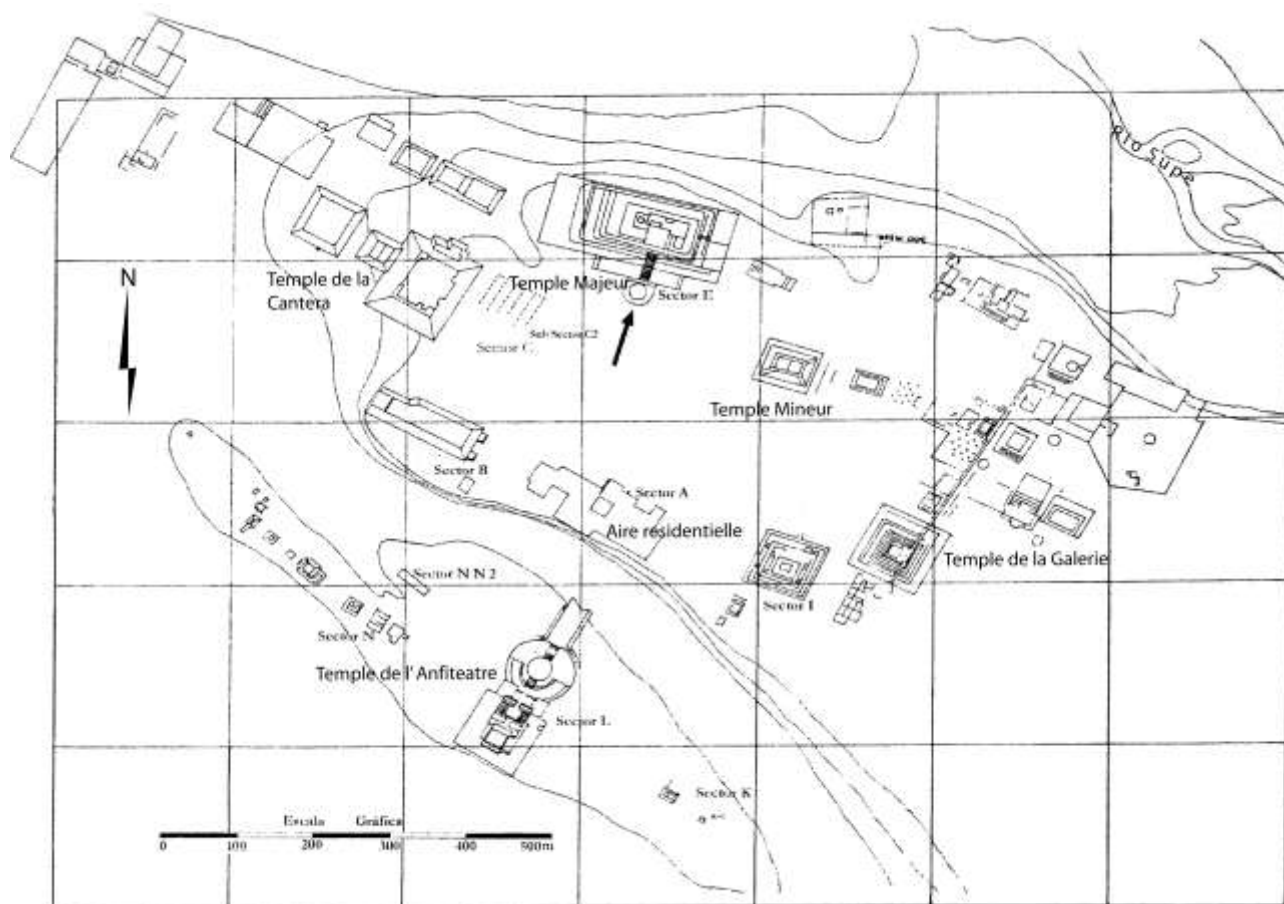 Rio Supe
N
Temple de la
Cantera
Temple Majeur
Sector E
Sub Sector C2
Sector C
Temple Mineur
Sector B
Sector A
Aire résidentielle
Temple de la Galerie
Sector N N 2
Sector I
Sector N
Temple de l' Anfiteatre
Sector L
Sector K
Escala Gráfica
0 100 200 300 400 500m